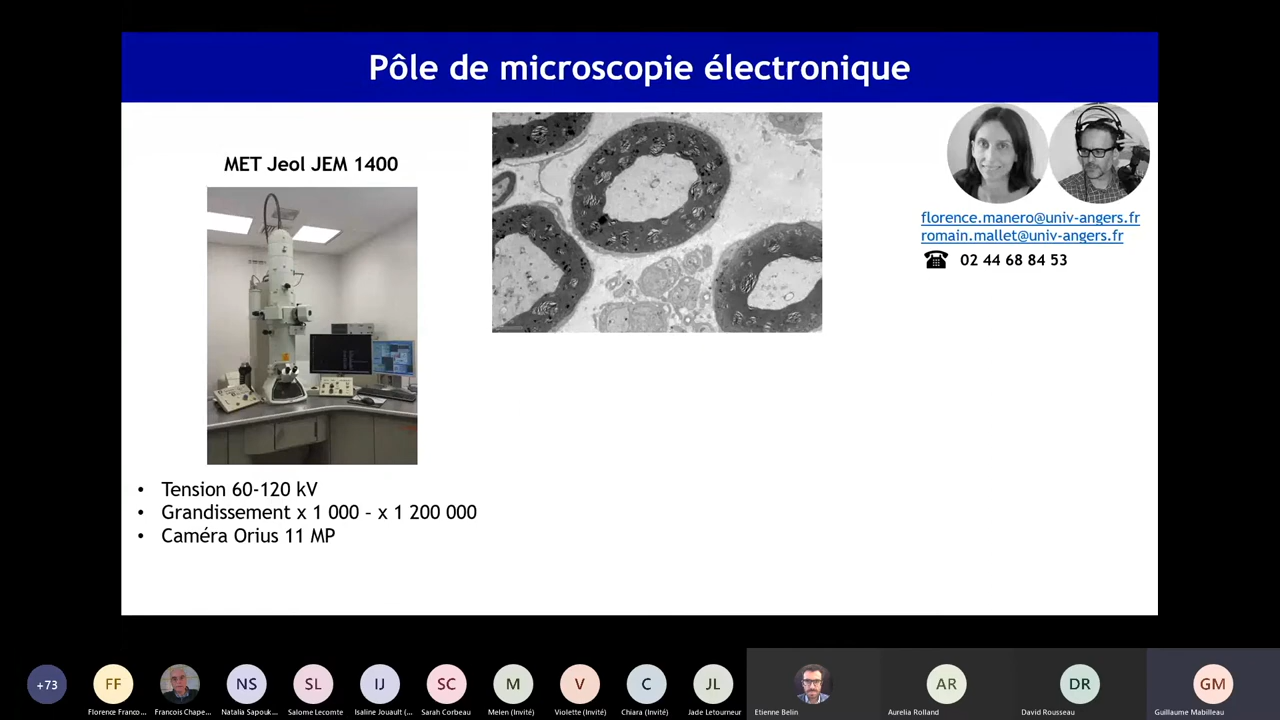 Pôle de microscopie électronique
MET Jeol JEM 1400
florence.manero@univ-angers.fr
romain.mallet@univ-angers.fr
02 44 68 84 53
• Tension 60-120 kV
• Grandissement x 1 000 – x 1 200 000
• Caméra Orius 11 MP
+73
FF
NS
SL
IJ
SC
M
V
C
JL
AR
DR
GM
Florence Franco...
Francois Chape...
Natalia Sapouk...
Salome Lecomte
Isaline Jouault (...
Sarah Corbeau
Melen (Invité)
Violette (Invité)
Chiara (Invité)
Jade Letourneur
Etienne Belin
Aurelia Rolland
David Rousseau
Guillaume Mabilleau